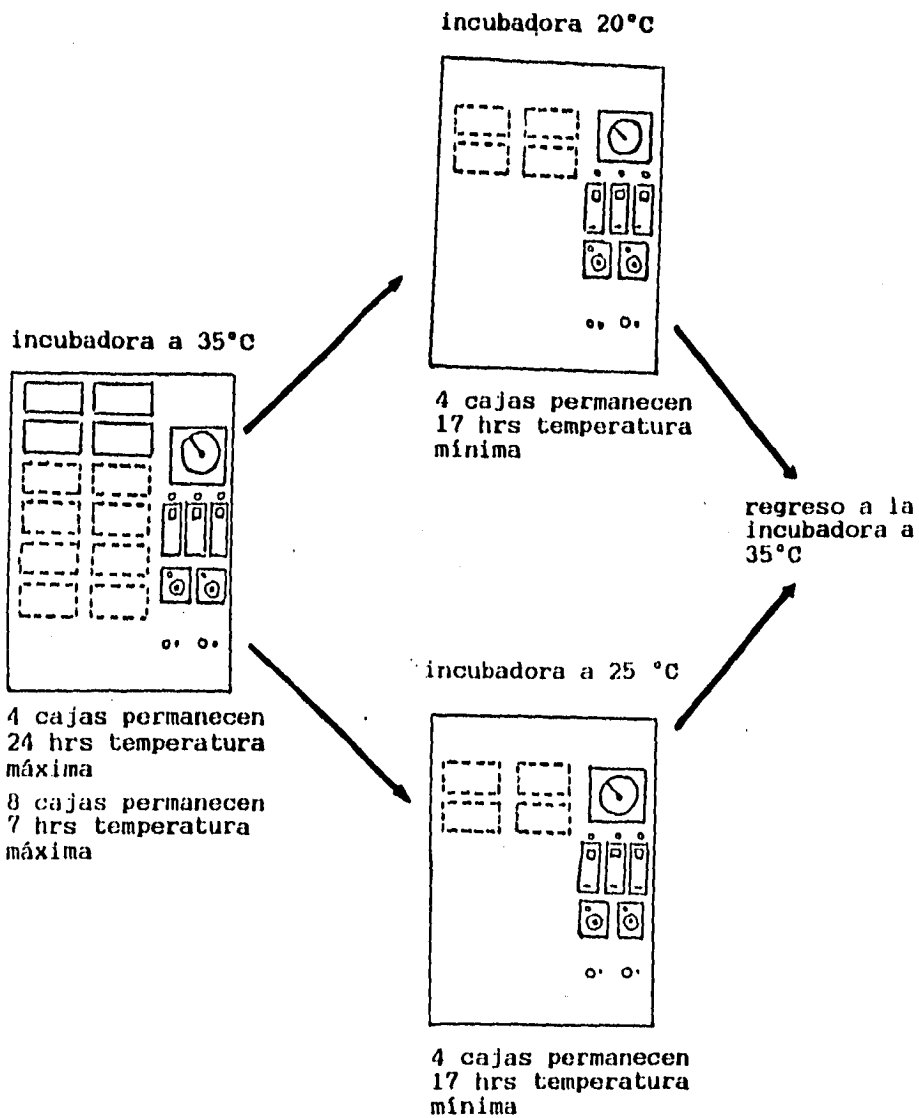 incubadora 20°C
4 cajas permanecen
17 hrs temperatura
mínima
incubadora a 35°C
4 cajas permanecen
24 hrs temperatura
máxima
8 cajas permanecen
7 hrs temperatura
máxima
regreso a la
incubadora a
35°C
incubadora a 25 °C
4 cajas permanecen
17 hrs temperatura
mínima